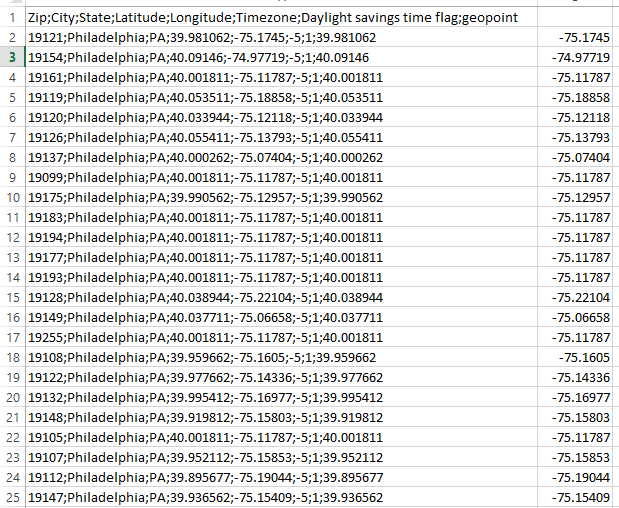 1 Zip;City;State;Latitude;Longitude;Timezone;Daylight savings time flag;geopoint
2 19121;Philadelphia;PA;39.981062;-75.1745;-5;1;39.981062 -75.1745
3 19154;Philadelphia;PA;40.09146;-74.97719;-5;1;40.09146 -74.97719
4 19161;Philadelphia;PA;40.001811;-75.11787;-5;1;40.001811 -75.11787
5 19119;Philadelphia;PA;40.053511;-75.18858;-5;1;40.053511 -75.18858
6 19120;Philadelphia;PA;40.033944;-75.12118;-5;1;40.033944 -75.12118
7 19126;Philadelphia;PA;40.055411;-75.13793;-5;1;40.055411 -75.13793
8 19137;Philadelphia;PA;40.000262;-75.07404;-5;1;40.000262 -75.07404
9 19099;Philadelphia;PA;40.001811;-75.11787;-5;1;40.001811 -75.11787
10 19175;Philadelphia;PA;39.990562;-75.12957;-5;1;39.990562 -75.12957
11 19183;Philadelphia;PA;40.001811;-75.11787;-5;1;40.001811 -75.11787
12 19194;Philadelphia;PA;40.001811;-75.11787;-5;1;40.001811 -75.11787
13 19177;Philadelphia;PA;40.001811;-75.11787;-5;1;40.001811 -75.11787
14 19193;Philadelphia;PA;40.001811;-75.11787;-5;1;40.001811 -75.11787
15 19128;Philadelphia;PA;40.038944;-75.22104;-5;1;40.038944 -75.22104
16 19149;Philadelphia;PA;40.037711;-75.06658;-5;1;40.037711 -75.06658
17 19255;Philadelphia;PA;40.001811;-75.11787;-5;1;40.001811 -75.11787
18 19108;Philadelphia;PA;39.959662;-75.1605;-5;1;39.959662 -75.1605
19 19122;Philadelphia;PA;39.977662;-75.14336;-5;1;39.977662 -75.14336
20 19132;Philadelphia;PA;39.995412;-75.16977;-5;1;39.995412 -75.16977
21 19148;Philadelphia;PA;39.919812;-75.15803;-5;1;39.919812 -75.15803
22 19105;Philadelphia;PA;40.001811;-75.11787;-5;1;40.001811 -75.11787
23 19107;Philadelphia;PA;39.952112;-75.15853;-5;1;39.952112 -75.15853
24 19112;Philadelphia;PA;39.895677;-75.19044;-5;1;39.895677 -75.19044
25 19147;Philadelphia;PA;39.936562;-75.15409;-5;1;39.936562 -75.15409